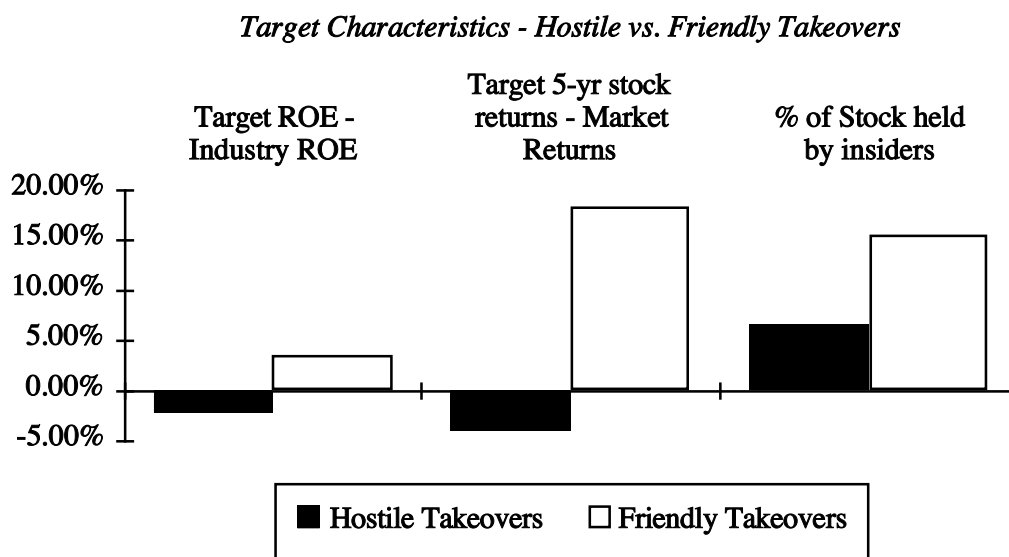 Target Characteristics - Hostile vs. Friendly Takeovers
Target ROE -
Industry ROE
Target 5-yr stock
returns - Market
Returns
% of Stock held
by insiders
20.00%
15.00%
10.00%
5.00%
0.00%
-5.00%
Hostile Takeovers
Friendly Takeovers